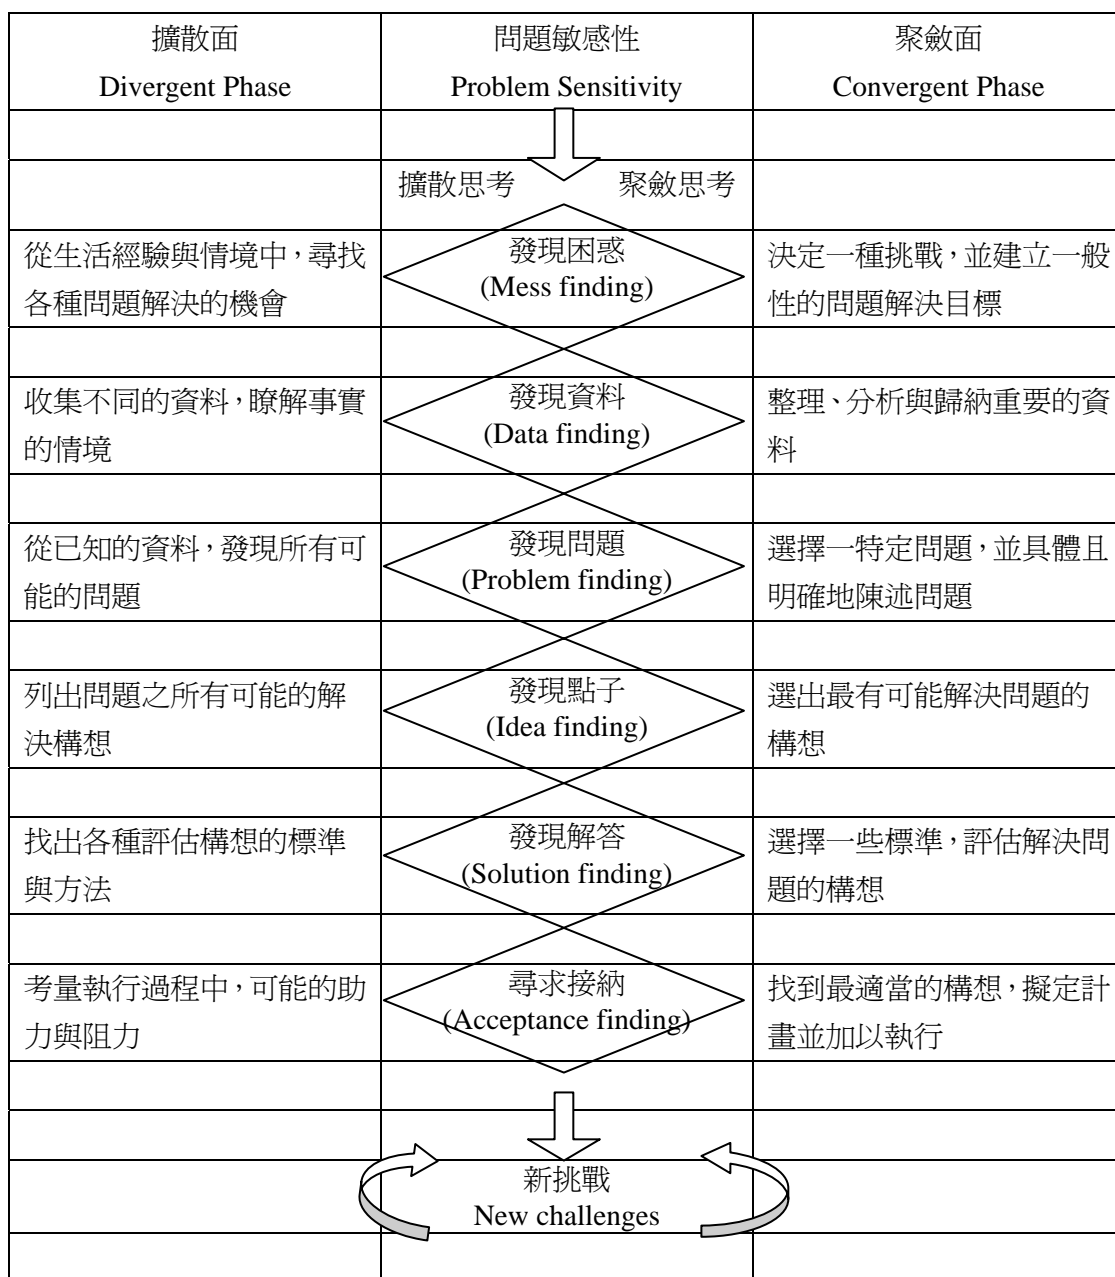 擴散面
Divergent Phase
問題敏感性
Problem Sensitivity
聚斂面
Convergent Phase
擴散思考
聚斂思考
從生活經驗與情境中，尋找
各種問題解決的機會
發現困惑
(Mess finding)
決定一種挑戰，並建立一般
性的問題解決目標
收集不同的資料，瞭解事實
的情境
發現資料
(Data finding)
整理、分析與歸納重要的資
料
從已知的資料，發現所有可
能的問題
發現問題
(Problem finding)
選擇一特定問題，並具體且
明確地陳述問題
列出問題之所有可能的解
決構想
發現點子
(Idea finding)
選出最有可能解決問題的
構想
找出各種評估構想的標準
與方法
發現解答
(Solution finding)
選擇一些標準，評估解決問
題的構想
考量執行過程中，可能的助
力與阻力
尋求接納
(Acceptance finding)
找到最適當的構想，擬定計
畫並加以執行
新挑戰
New challenges